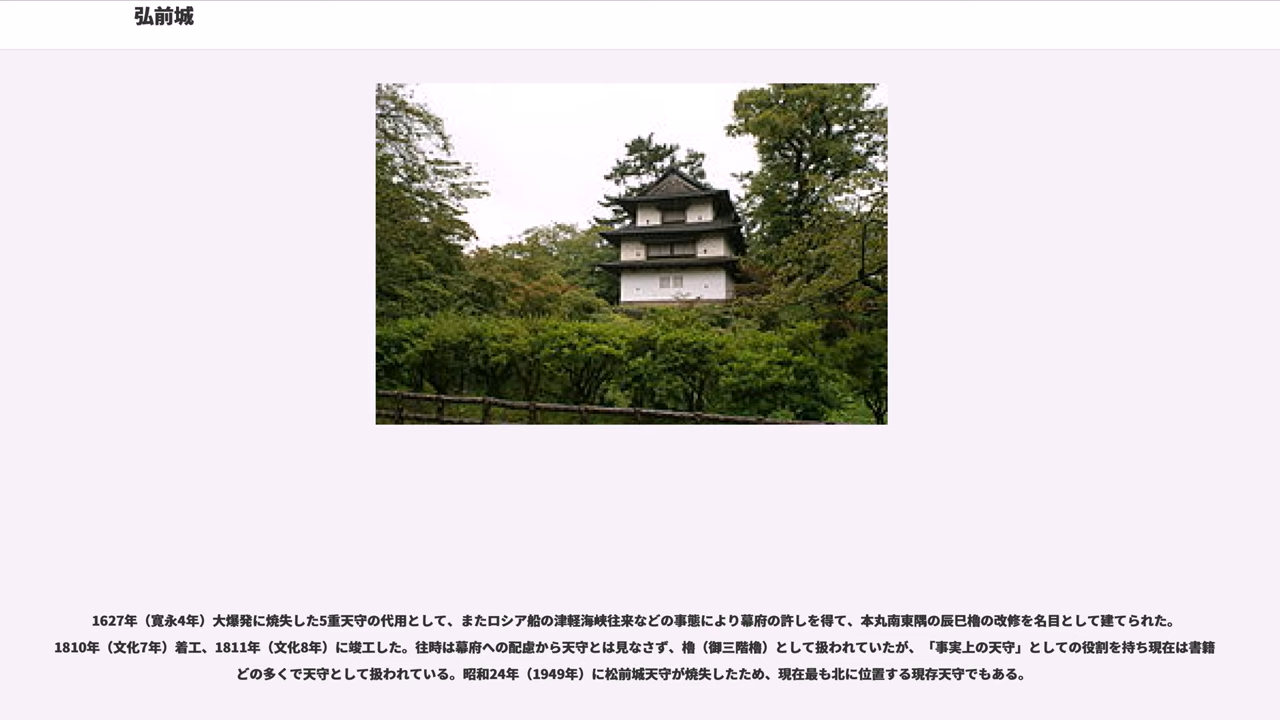 弘前城
1627年（寛永4年）大爆発に焼失した5重天守の代用として、またロシア船の津軽海峡往来などの事態により幕府の許しを得て、本丸南東隅の辰巳櫓の改修を名目として建てられた。
1810年（文化7年）着工、1811年（文化8年）に竣工した。往時は幕府への配慮から天守とは見なさず、櫓（御三階櫓）として扱われていたが、「事実上の天守」としての役割を持ち現在は書籍
どの多くで天守として扱われている。昭和24年（1949年）に松前城天守が焼失したため、現在最も北に位置する現存天守でもある。